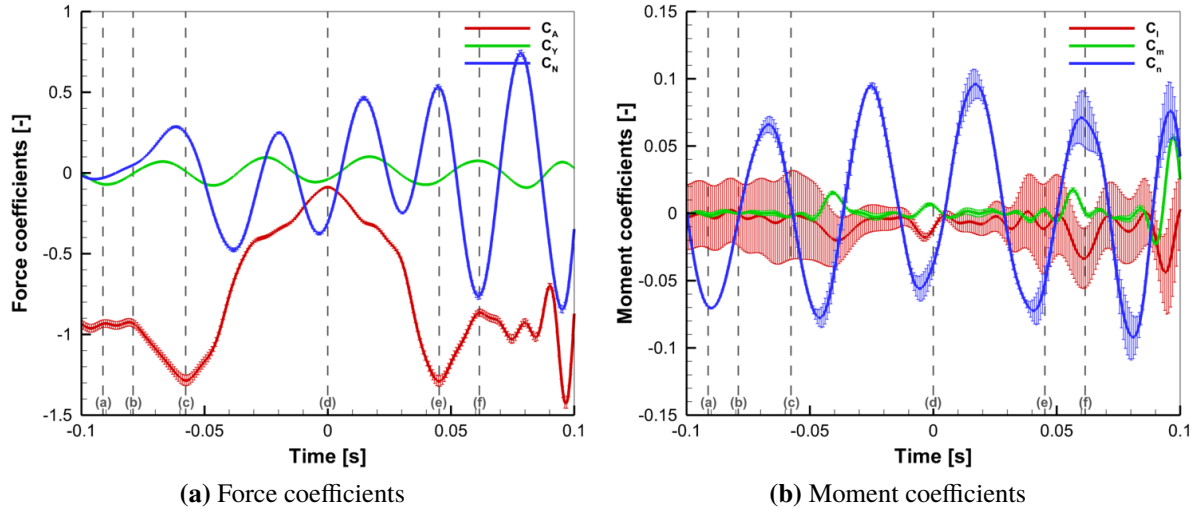 1
0.5
0
-0.5
-1
-1.5
Force coefficients [-]
C_A
C_Y
C_N
(a) (b) (c) (d) (e) (f)
-0.1 -0.05 0 0.05 0.1
Time [s]
(a) Force coefficients
0.15
0.1
0.05
0
-0.05
-0.1
-0.15
Moment coefficients [-]
C_l
C_m
C_n
(a) (b) (c) (d) (e) (f)
-0.1 -0.05 0 0.05 0.1
Time [s]
(b) Moment coefficients